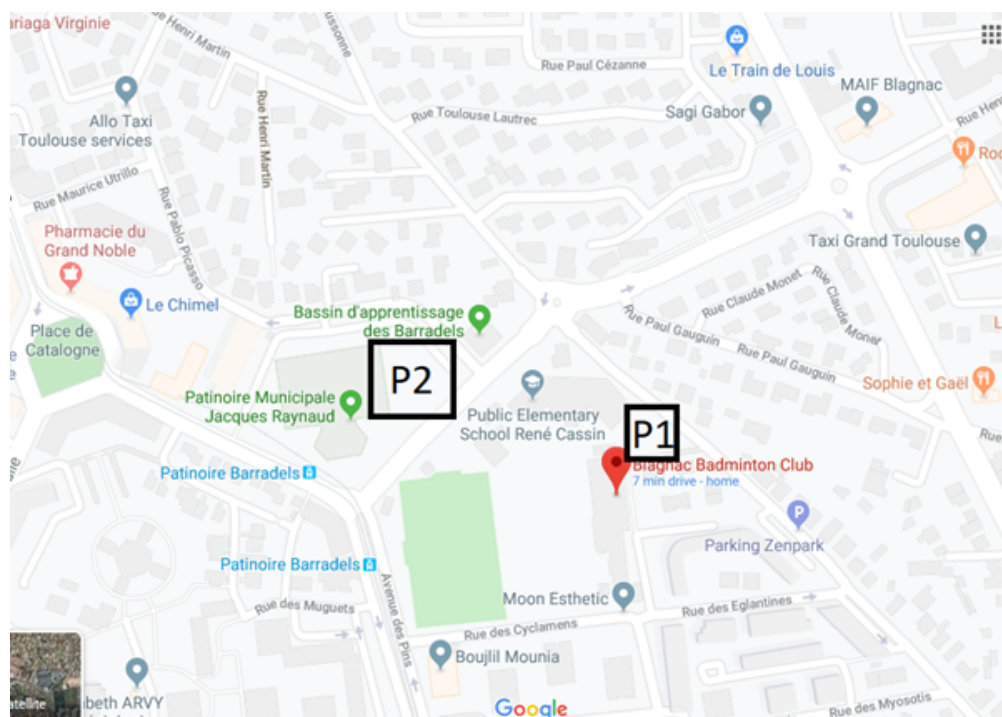 ariaga Virginie
Rue Henri Martin
Allo Taxi
Toulouse services
Rue Henri Martin
Rue Maurice Utrillo
Rue Pablo Picasso
Pharmacie du
Grand Noble
Le Chimel
Place de
Catalogne
Rue Paul Cézanne
Rue Toulouse Lautrec
Le Train de Louis
Sagi Gabor
MAIF Blagnac
Taxi Grand Toulouse
Rue Claude Monet
Rue Claude Monet
Rue Paul Gauguin
Rue Paul Gauguin
Sophie et Gaël
Bassin d'apprentissage
des Barradels
P2
Patinoire Municipale
Jacques Raynaud
Public Elementary
School René Cassin
P1
Blagnac Badminton Club
7 min drive - home
Patinoire Barradels
Parking Zenpark
Patinoire Barradels
Moon Esthetic
Rue des Muguets
Avenue des Pins
Rue des Cyclamens
Rue des Eglantines
Boujlil Mounia
beth ARVY
Google
Rue des Myosotis